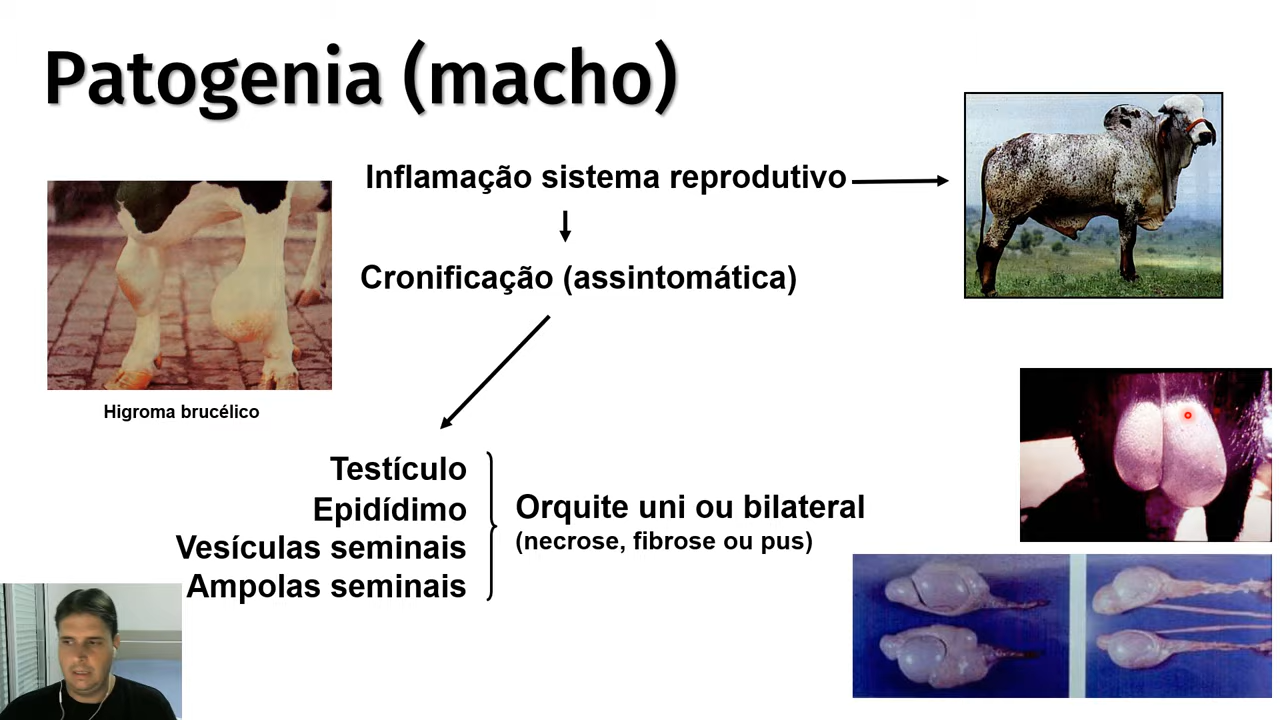 Patogenia (macho)
Inflamação sistema reprodutivo
Cronificação (assintomática)
Higroma brucélico
Testículo
Epidídimo
Vesículas seminais
Ampolas seminais
Orquite uni ou bilateral
(necrose, fibrose ou pus)